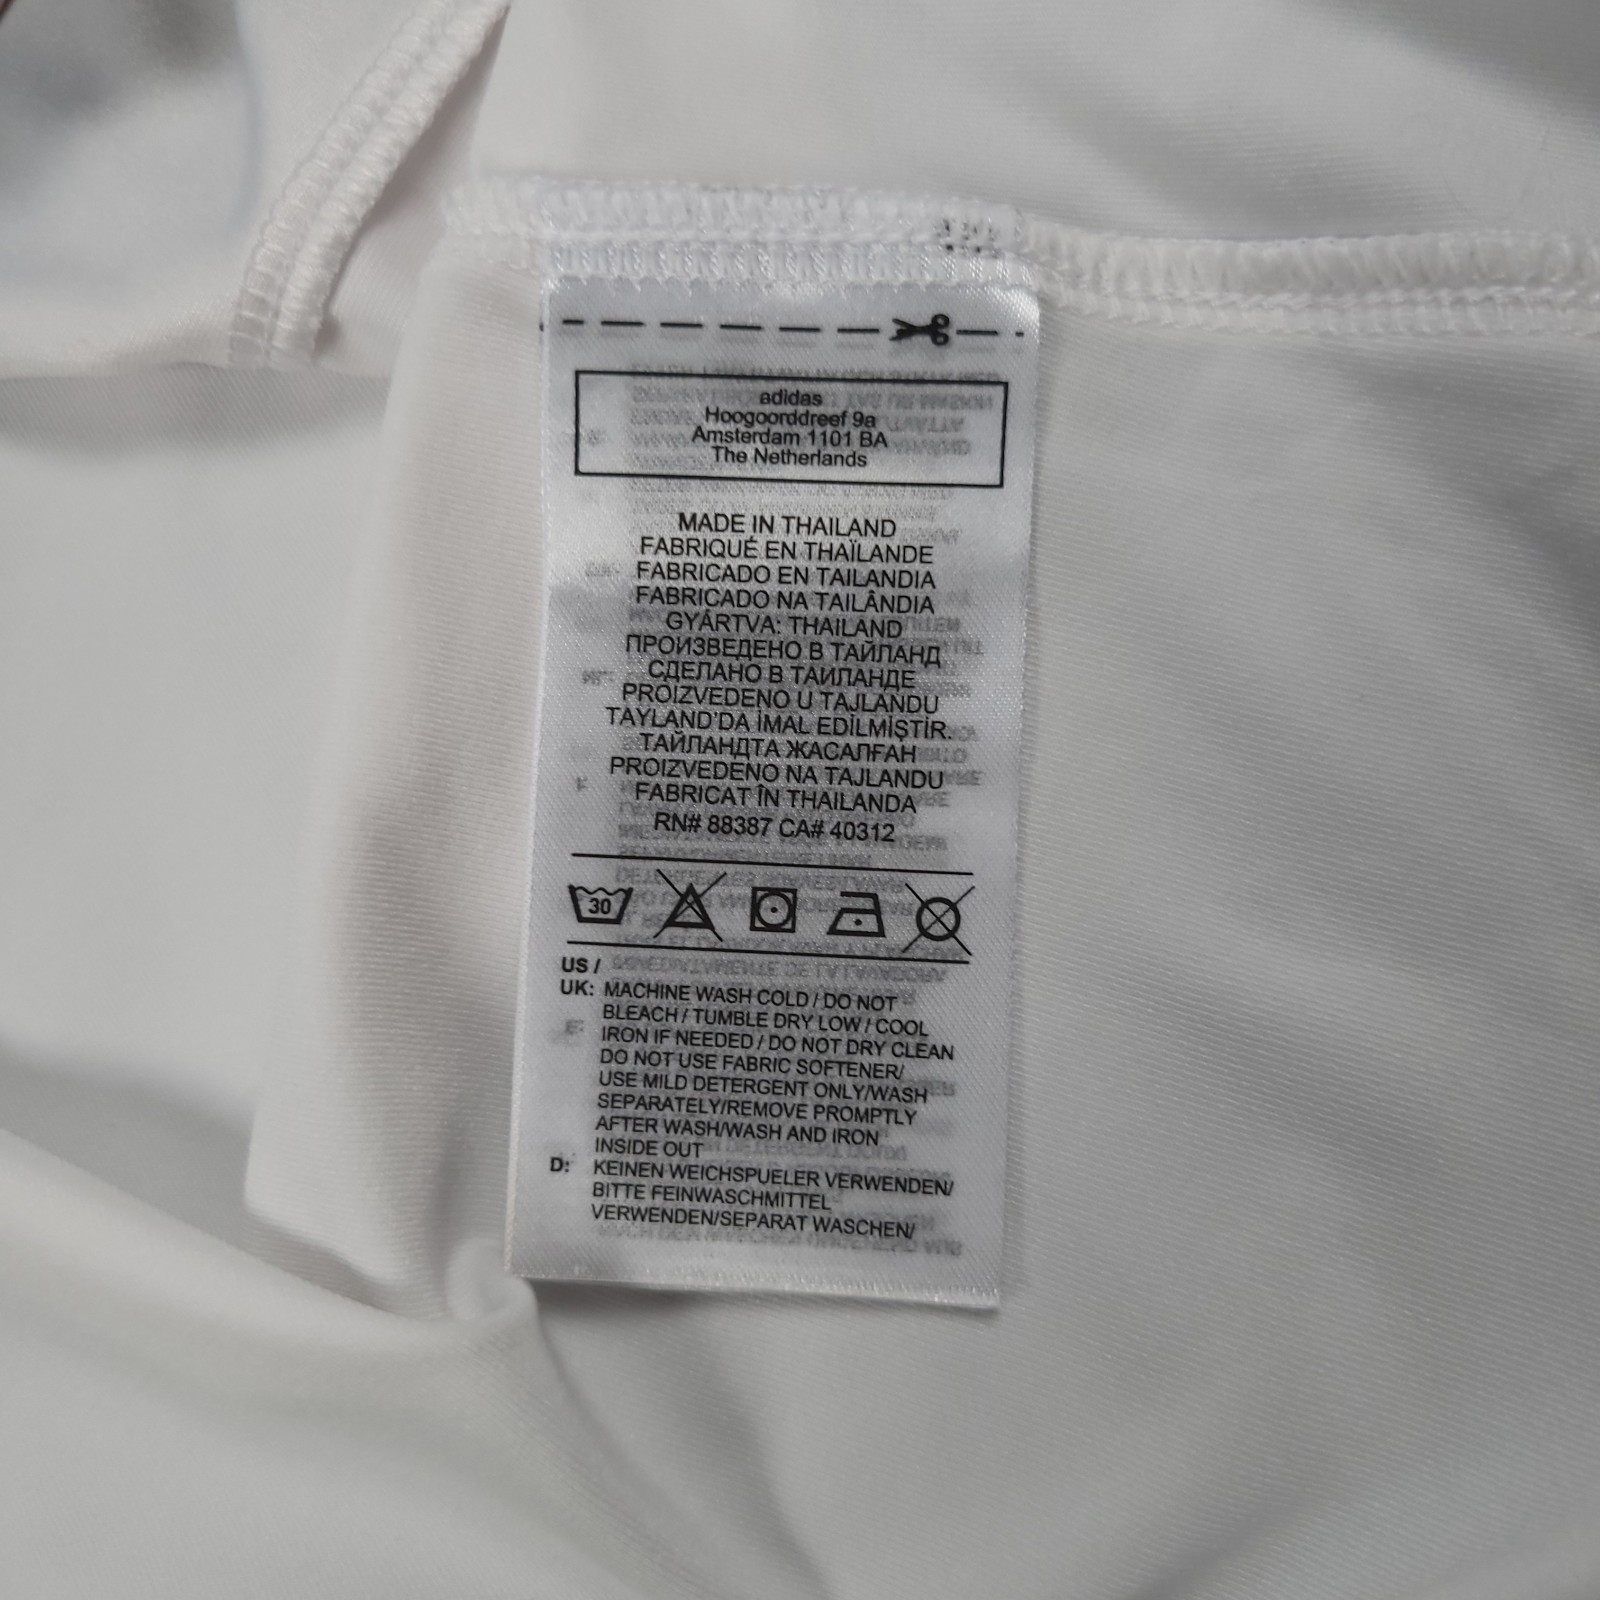 adidas
Hoogoorddreef 9a
Amsterdam 1101 BA
The Netherlands
MADE IN THAILAND
FABRIQUÉ EN THAÏLANDE
FABRICADO EN TAILANDIA
FABRICADO NA TAILÂNDIA
GYÁRTVA: THAILAND
ПРОИЗВЕДЕНО В ТАЙЛАНД
СДЕЛАНО В ТАИЛАНДЕ
PROIZVEDENO U TAJLANDU
TAYLAND'DA İMAL EDİLMİŞTİR.
ТАЙЛАНДТА ЖАСАЛҒАН
PROIZVEDENO NA TAJLANDU
FABRICAT ÎN THAILANDA
RN# 88387 CA# 40312
30
US /
UK: MACHINE WASH COLD / DO NOT
BLEACH / TUMBLE DRY LOW / COOL
IRON IF NEEDED / DO NOT DRY CLEAN
DO NOT USE FABRIC SOFTENER/
USE MILD DETERGENT ONLY/WASH
SEPARATELY/REMOVE PROMPTLY
AFTER WASH/WASH AND IRON
INSIDE OUT
D: KEINEN WEICHSPUELER VERWENDEN/
BITTE FEINWASCHMITTEL
VERWENDEN/SEPARAT WASCHEN/